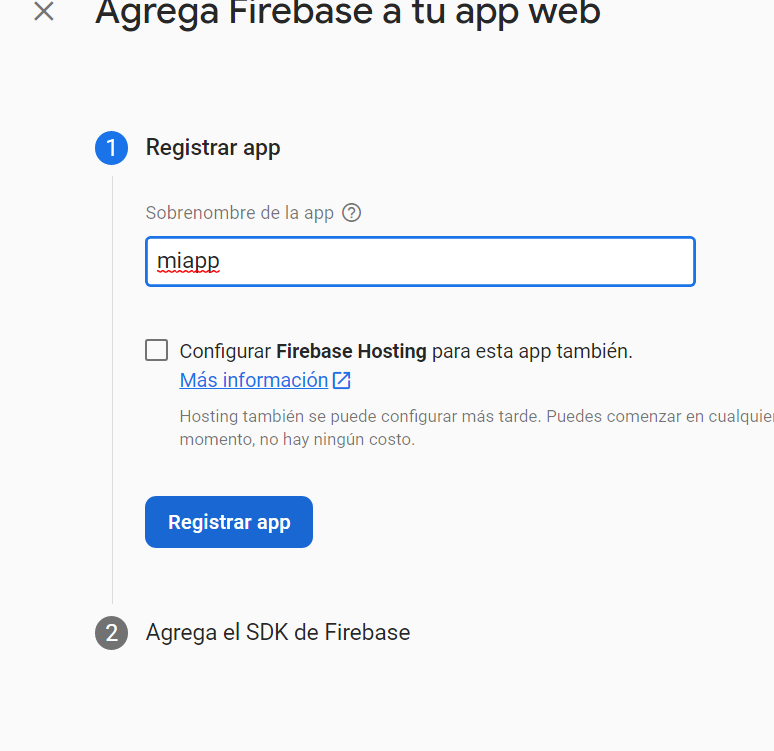 Agrega Firebase a tu app web
1 Registrar app
Sobrenombre de la app ?
miapp
Configurar Firebase Hosting para esta app también.
Más información
Hosting también se puede configurar más tarde. Puedes comenzar en cualquier
momento, no hay ningún costo.
Registrar app
2 Agrega el SDK de Firebase